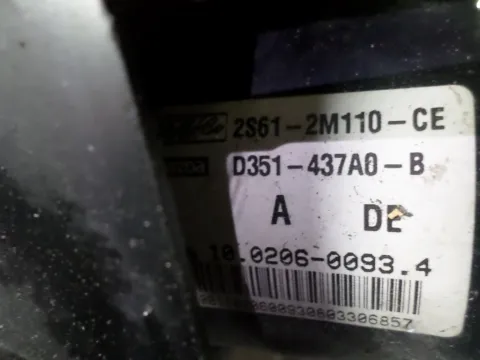 2S61-2M110-CE
D351-437A0-B
A DE
10.0206-0093.4